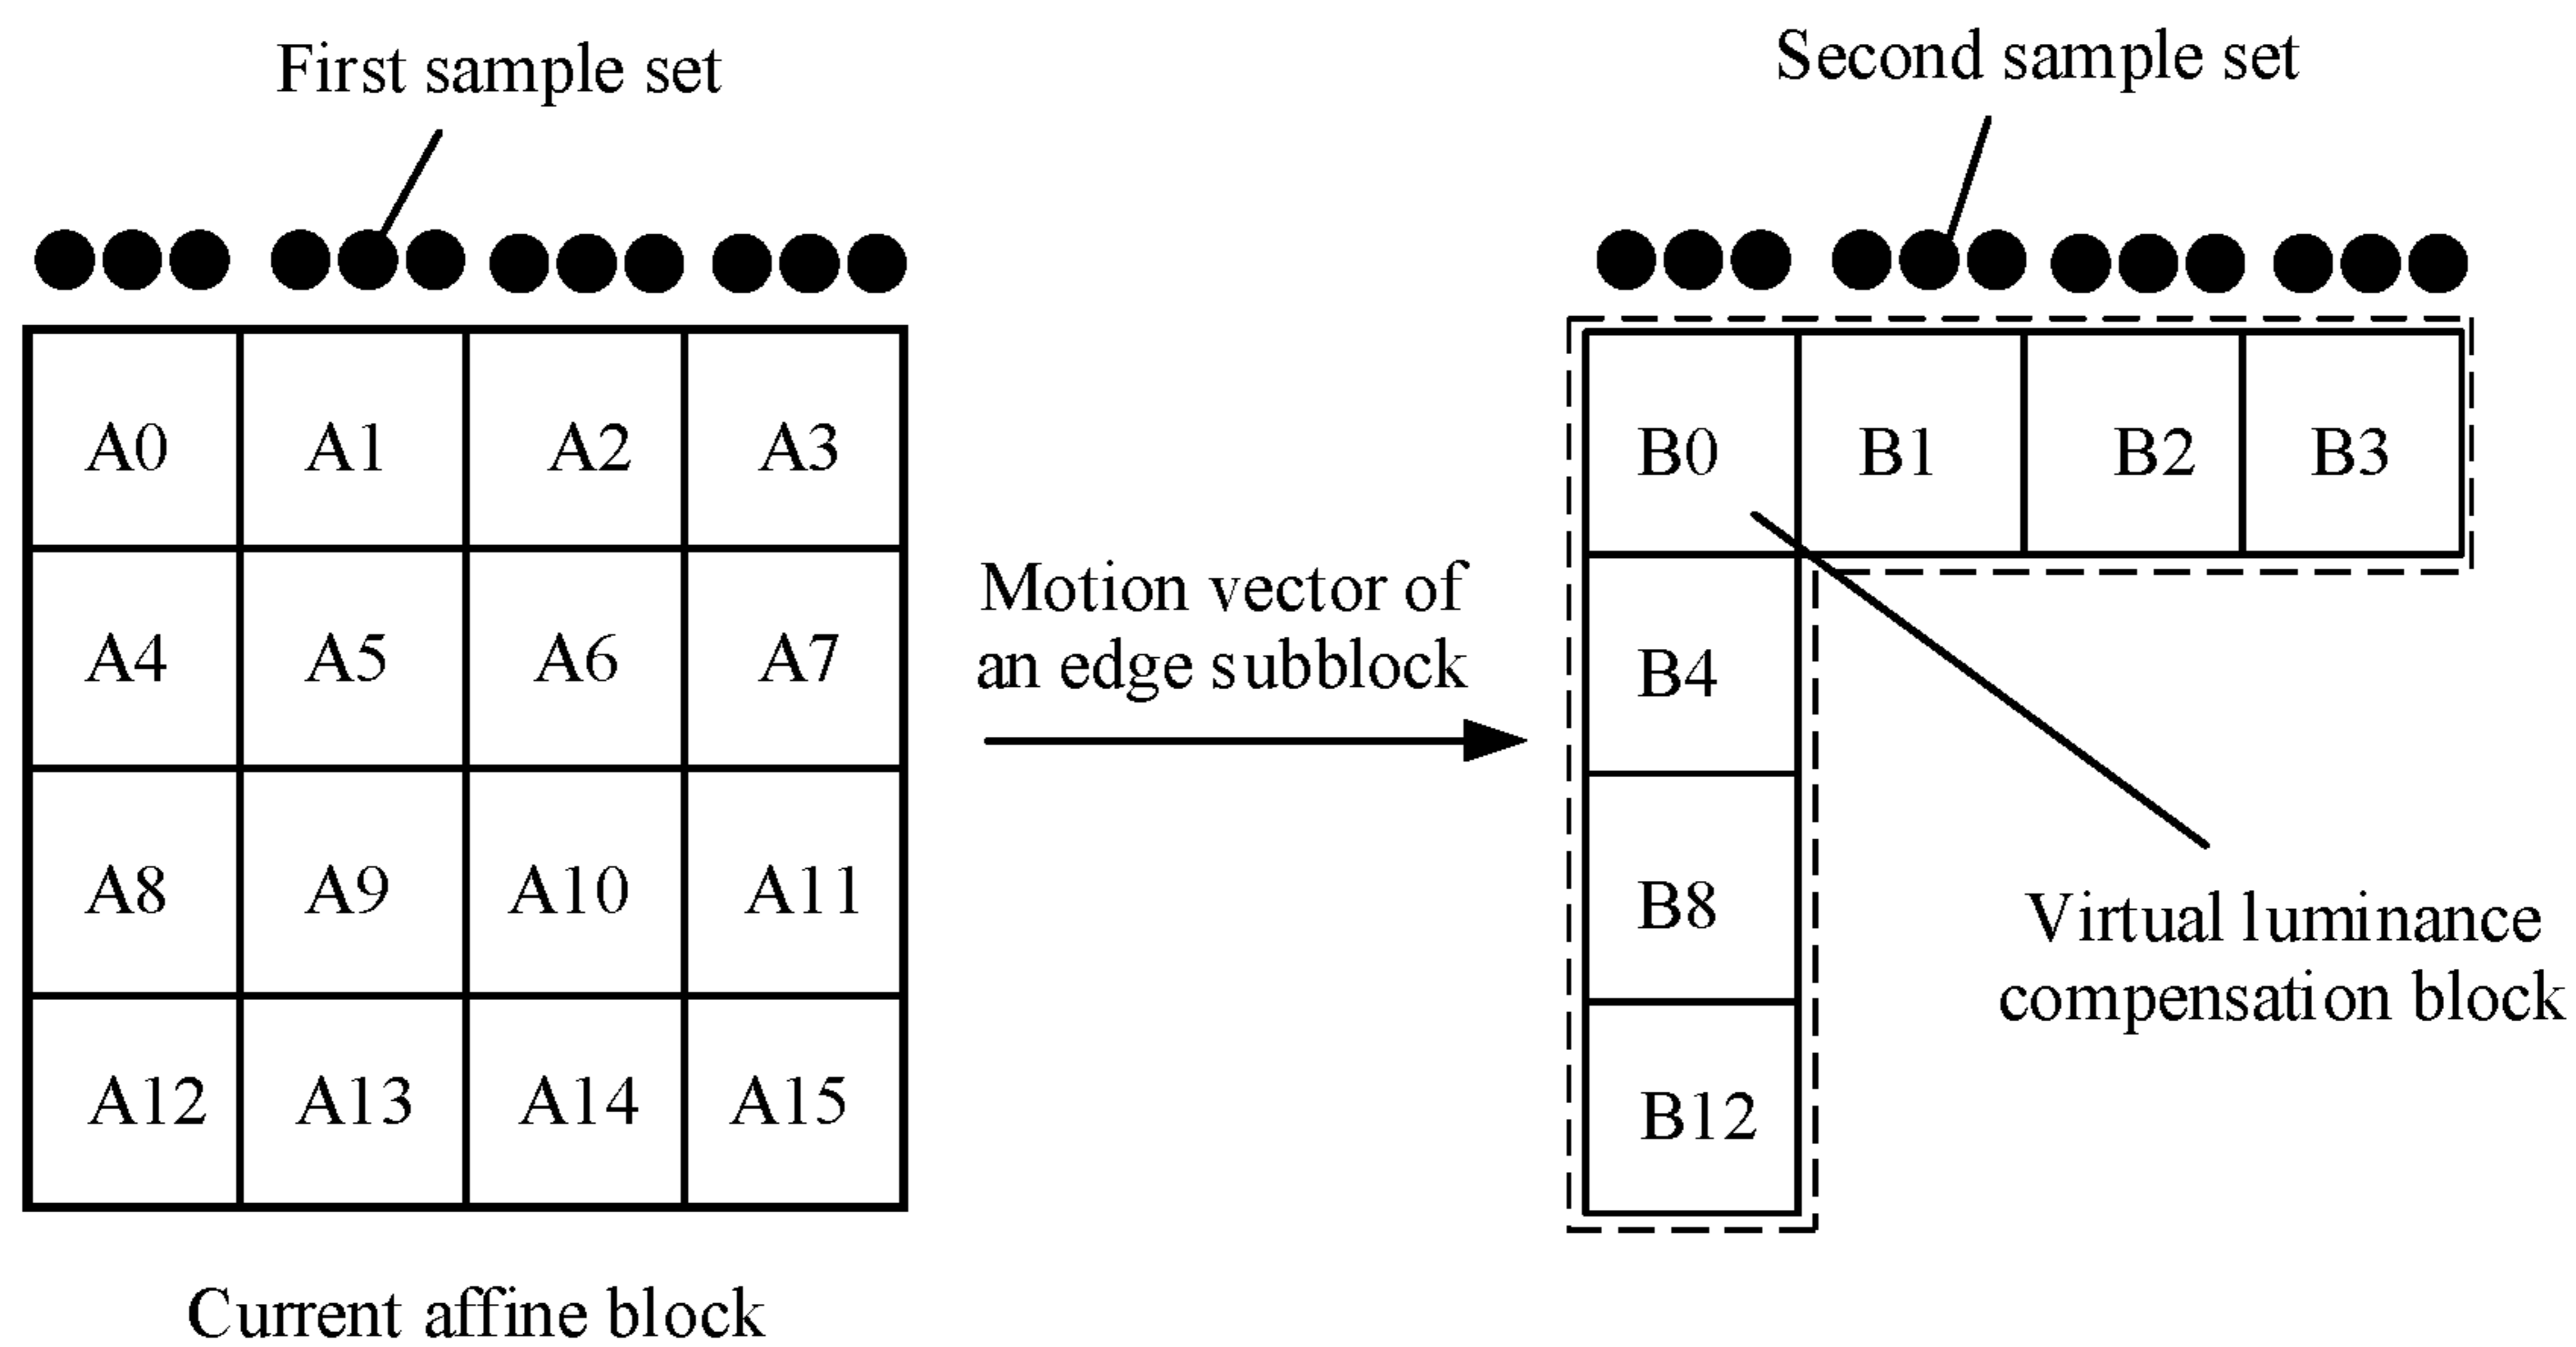 First sample set
Second sample set
A0 A1 A2 A3
A4 A5 A6 A7
A8 A9 A10 A11
A12 A13 A14 A15
Current affine block
Motion vector of
an edge subblock
B0 B1 B2 B3
B4
B8
B12
Virtual luminance
compensation block